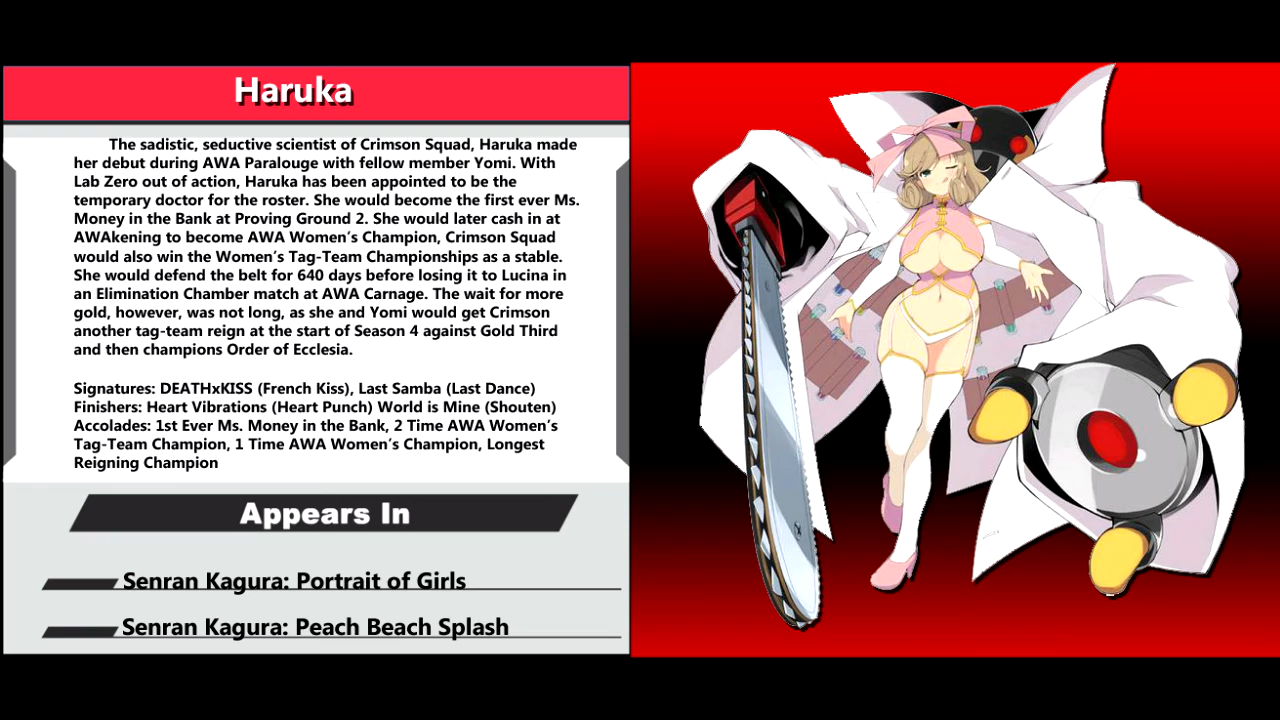 Haruka
The sadistic, seductive scientist of Crimson Squad, Haruka made
her debut during AWA Paralouge with fellow member Yomi. With
Lab Zero out of action, Haruka has been appointed to be the
temporary doctor for the roster. She would become the first ever Ms.
Money in the Bank at Proving Ground 2. She would later cash in at
AWAkening to become AWA Women's Champion, Crimson Squad
would also win the Women's Tag-Team Championships as a stable.
She would defend the belt for 640 days before losing it to Lucina in
an Elimination Chamber match at AWA Carnage. The wait for more
gold, however, was not long, as she and Yomi would get Crimson
another tag-team reign at the start of Season 4 against Gold Third
and then champions Order of Ecclesia.
Signatures: DEATHxKISS (French Kiss), Last Samba (Last Dance)
Finishers: Heart Vibrations (Heart Punch) World is Mine (Shouten)
Accolades: 1st Ever Ms. Money in the Bank, 2 Time AWA Women's
Tag-Team Champion, 1 Time AWA Women's Champion, Longest
Reigning Champion
Appears In
Senran Kagura: Portrait of Girls
Senran Kagura: Peach Beach Splash